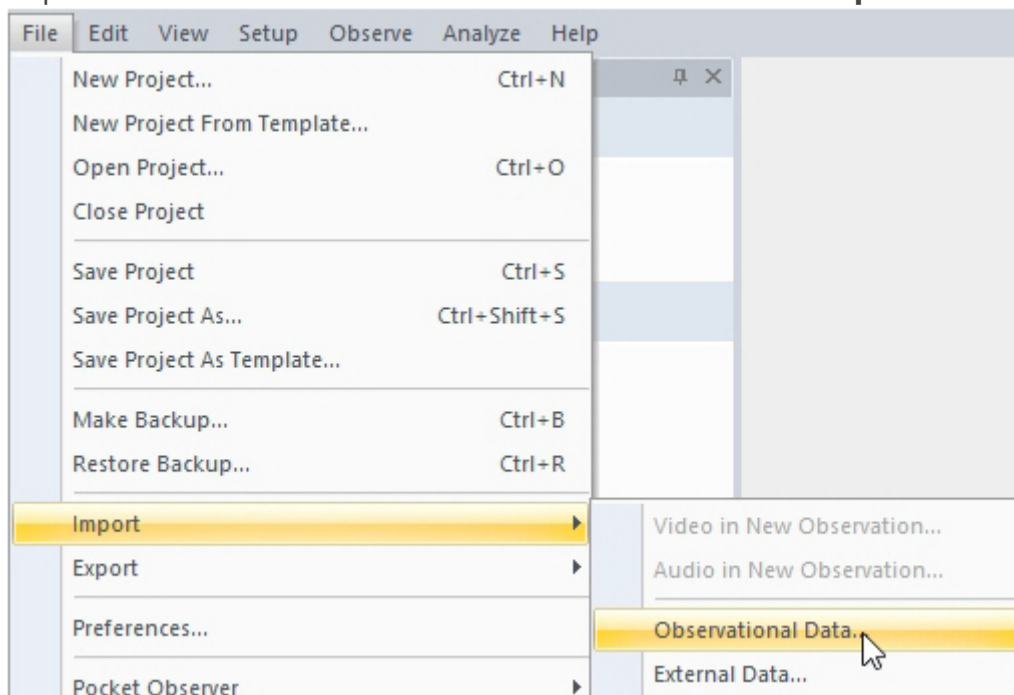 File Edit View Setup Observe Analyze Help
New Project... Ctrl+N
New Project From Template...
Open Project... Ctrl+O
Close Project
Save Project Ctrl+S
Save Project As... Ctrl+Shift+S
Save Project As Template...
Make Backup... Ctrl+B
Restore Backup... Ctrl+R
Import
Video in New Observation...
Export
Audio in New Observation...
Preferences...
Observational Data...
External Data...
Pocket Observer